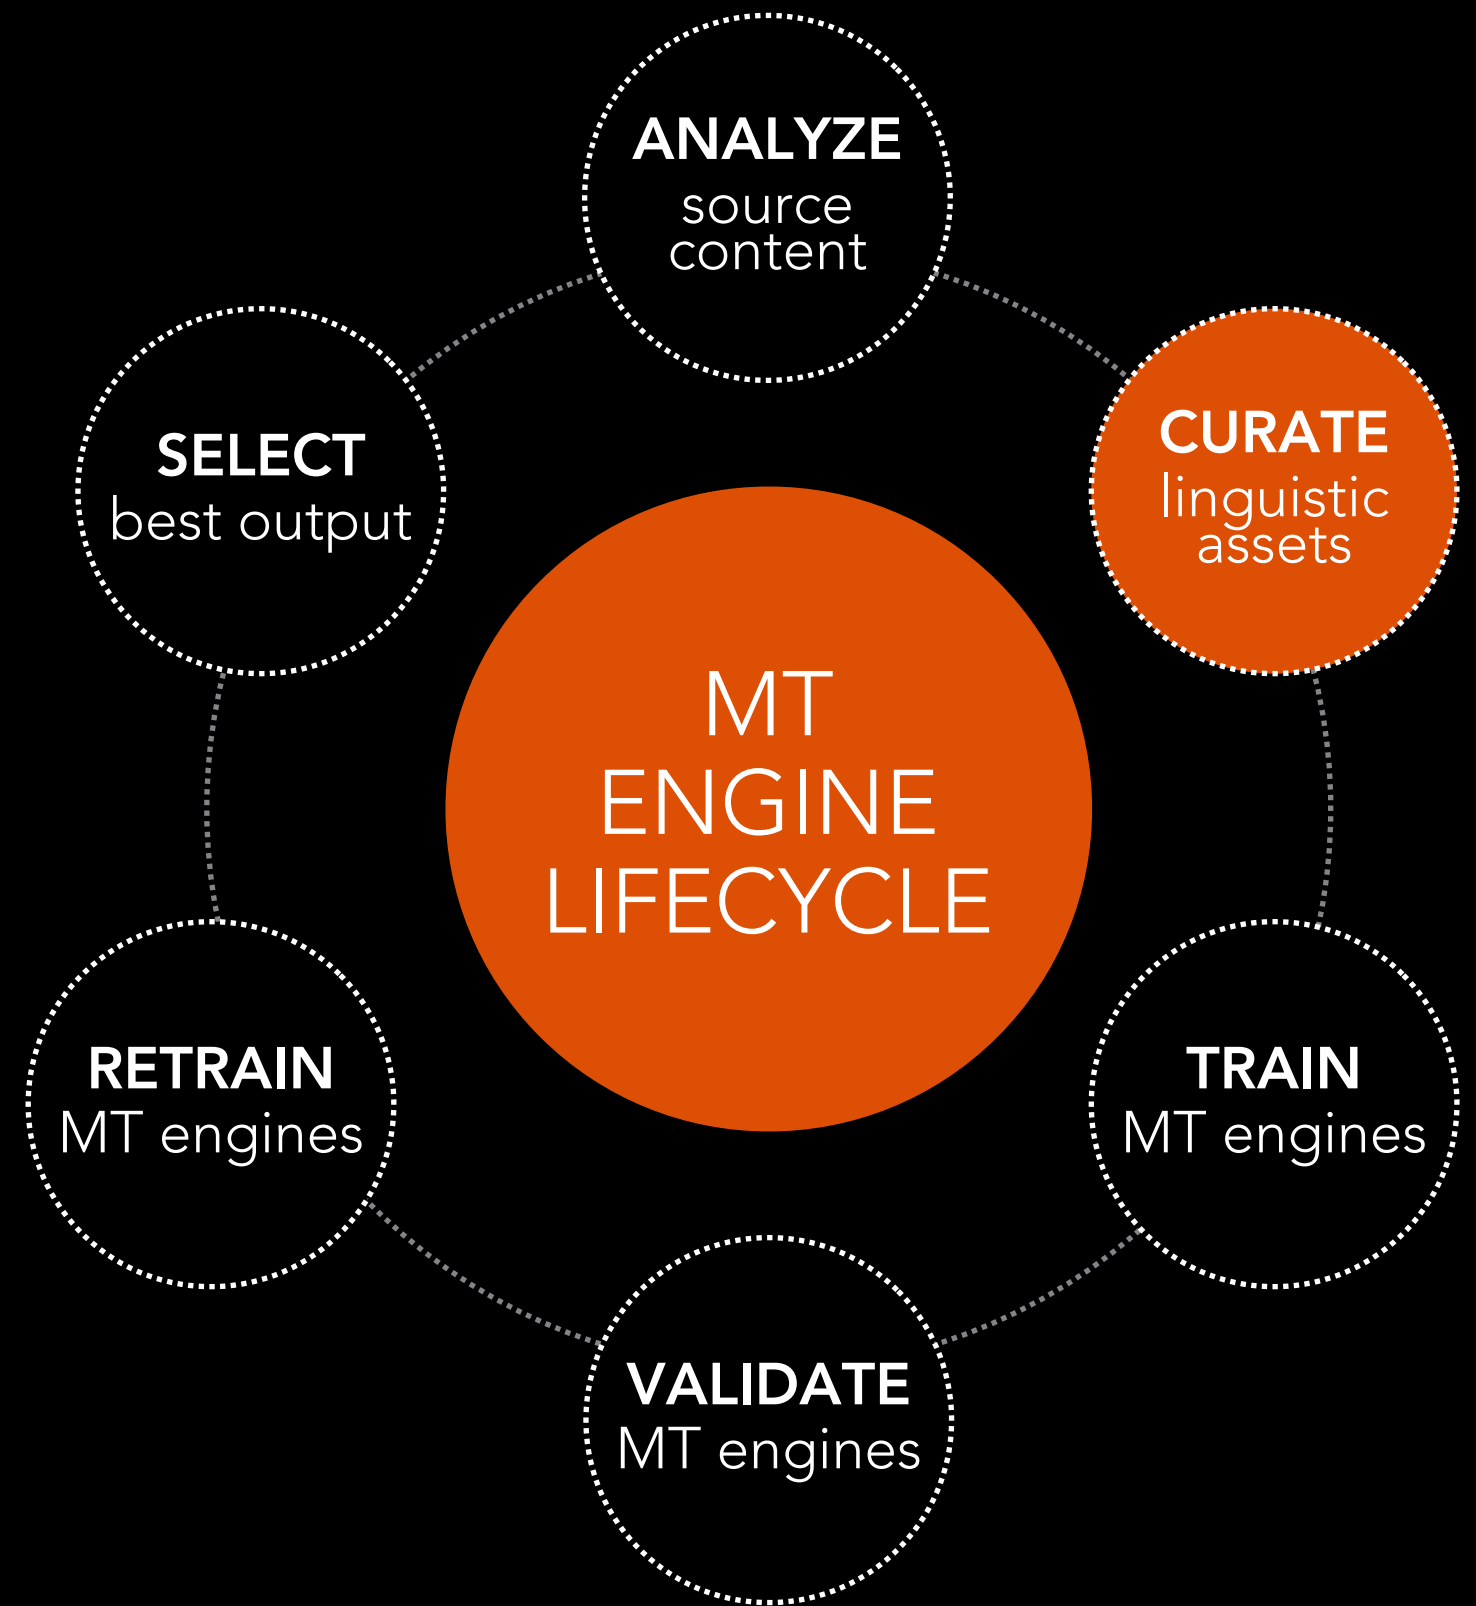 ANALYZE
source
content
CURATE
linguistic
assets
SELECT
best output
MT
ENGINE
LIFECYCLE
RETRAIN
MT engines
TRAIN
MT engines
VALIDATE
MT engines